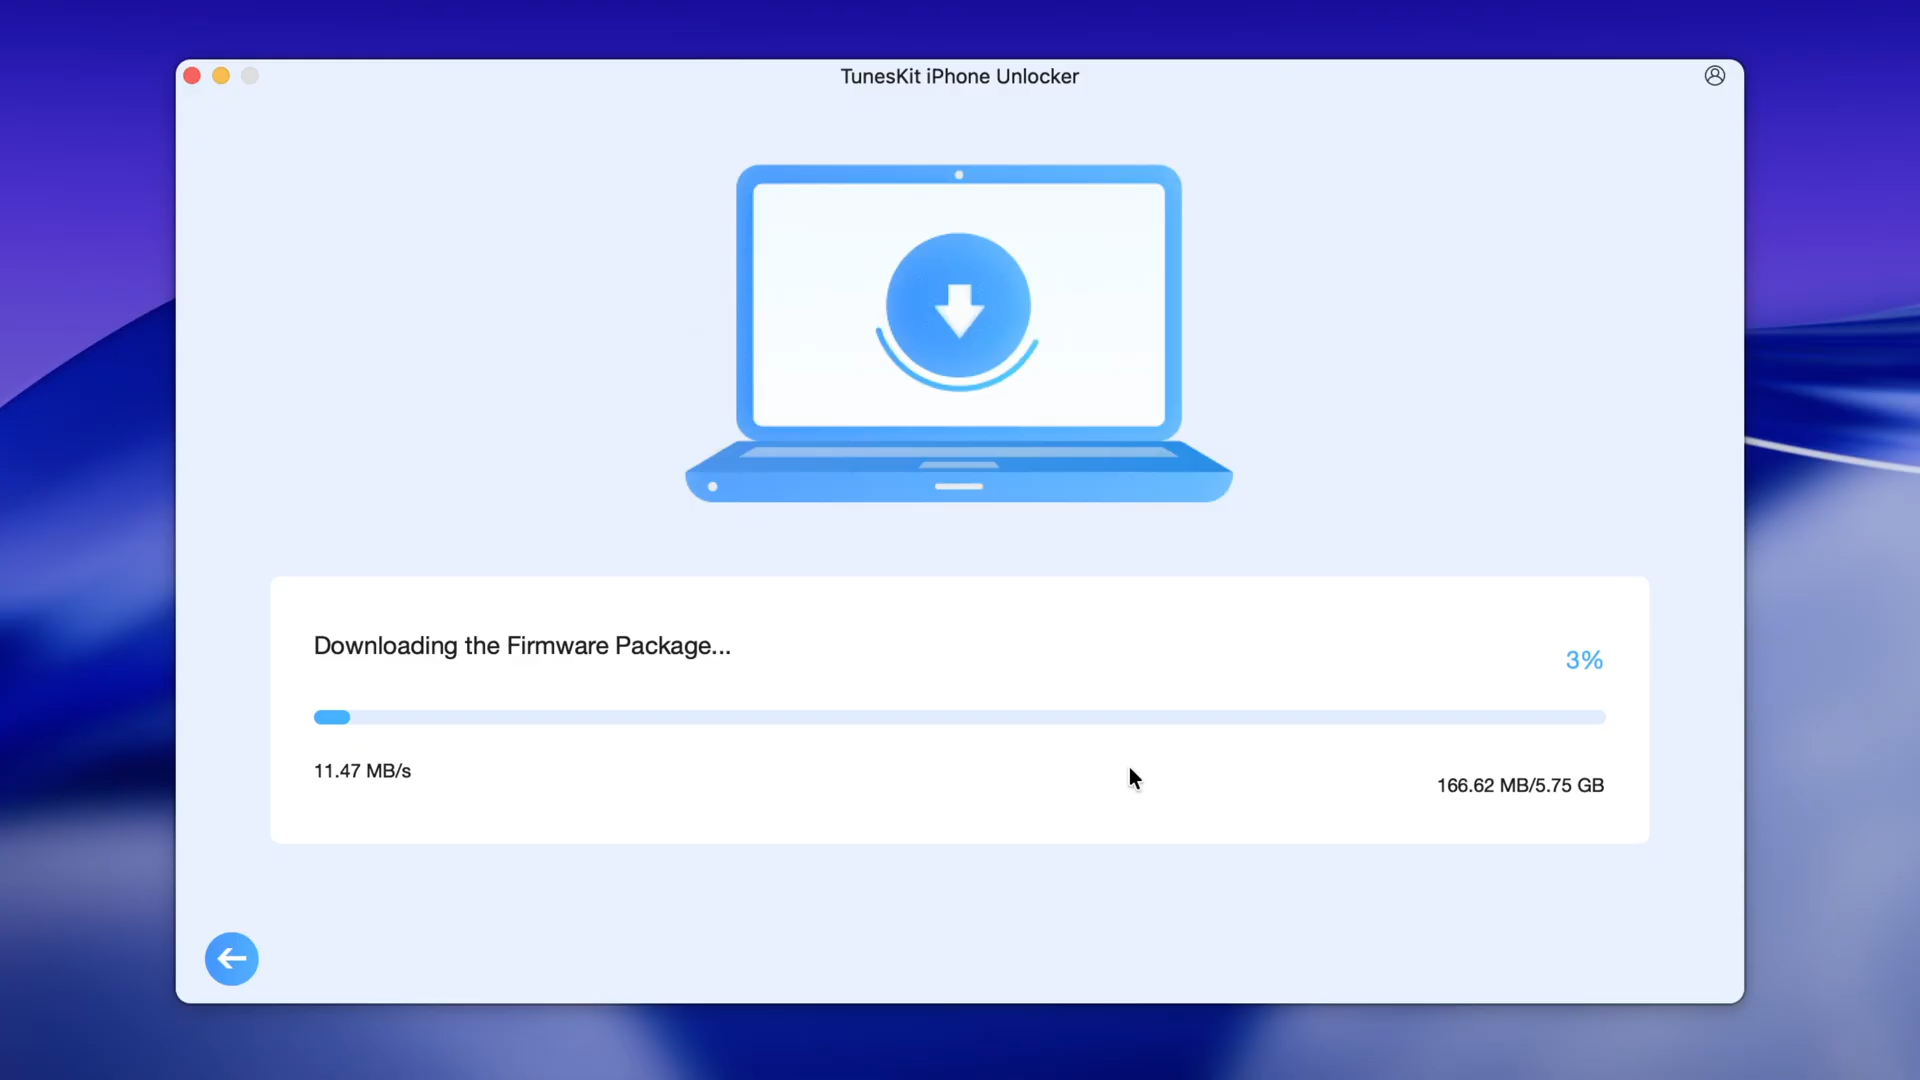 TunesKit iPhone Unlocker
Downloading the Firmware Package...
3%
11.47 MB/s
166.62 MB/5.75 GB